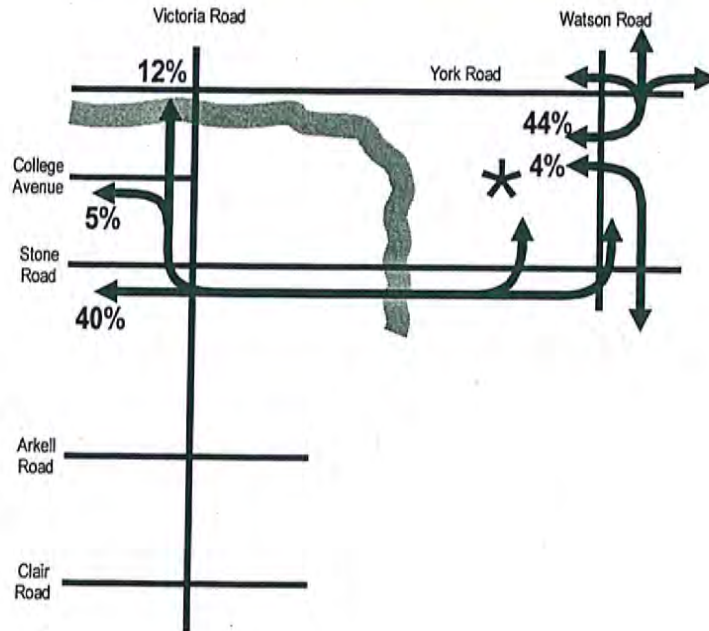 Victoria Road
Watson Road
12%
York Road
44%
College
Avenue
4%
5%
Stone
Road
40%
Arkell
Road
Clair
Road